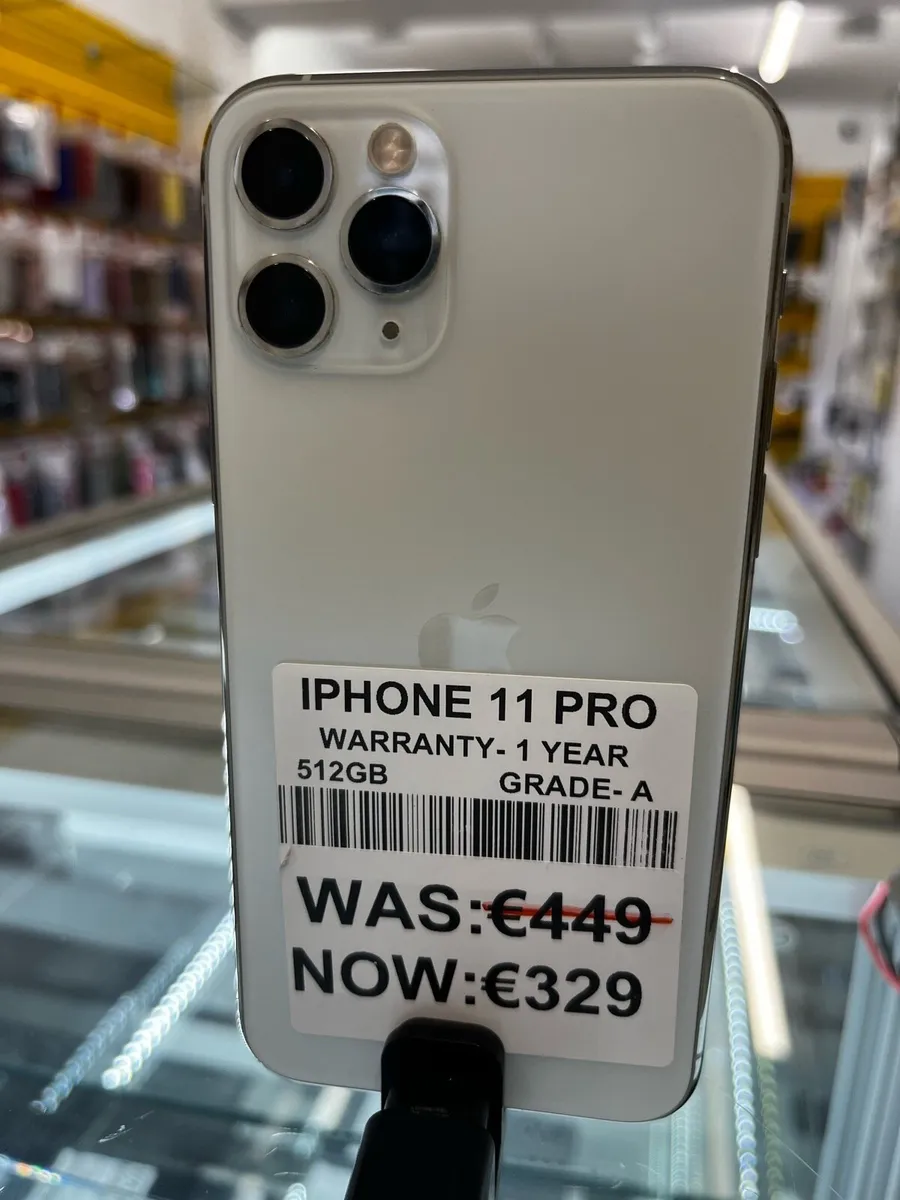 IPHONE 11 PRO
WARRANTY- 1 YEAR
512GB GRADE- A
WAS:€449
NOW:€329